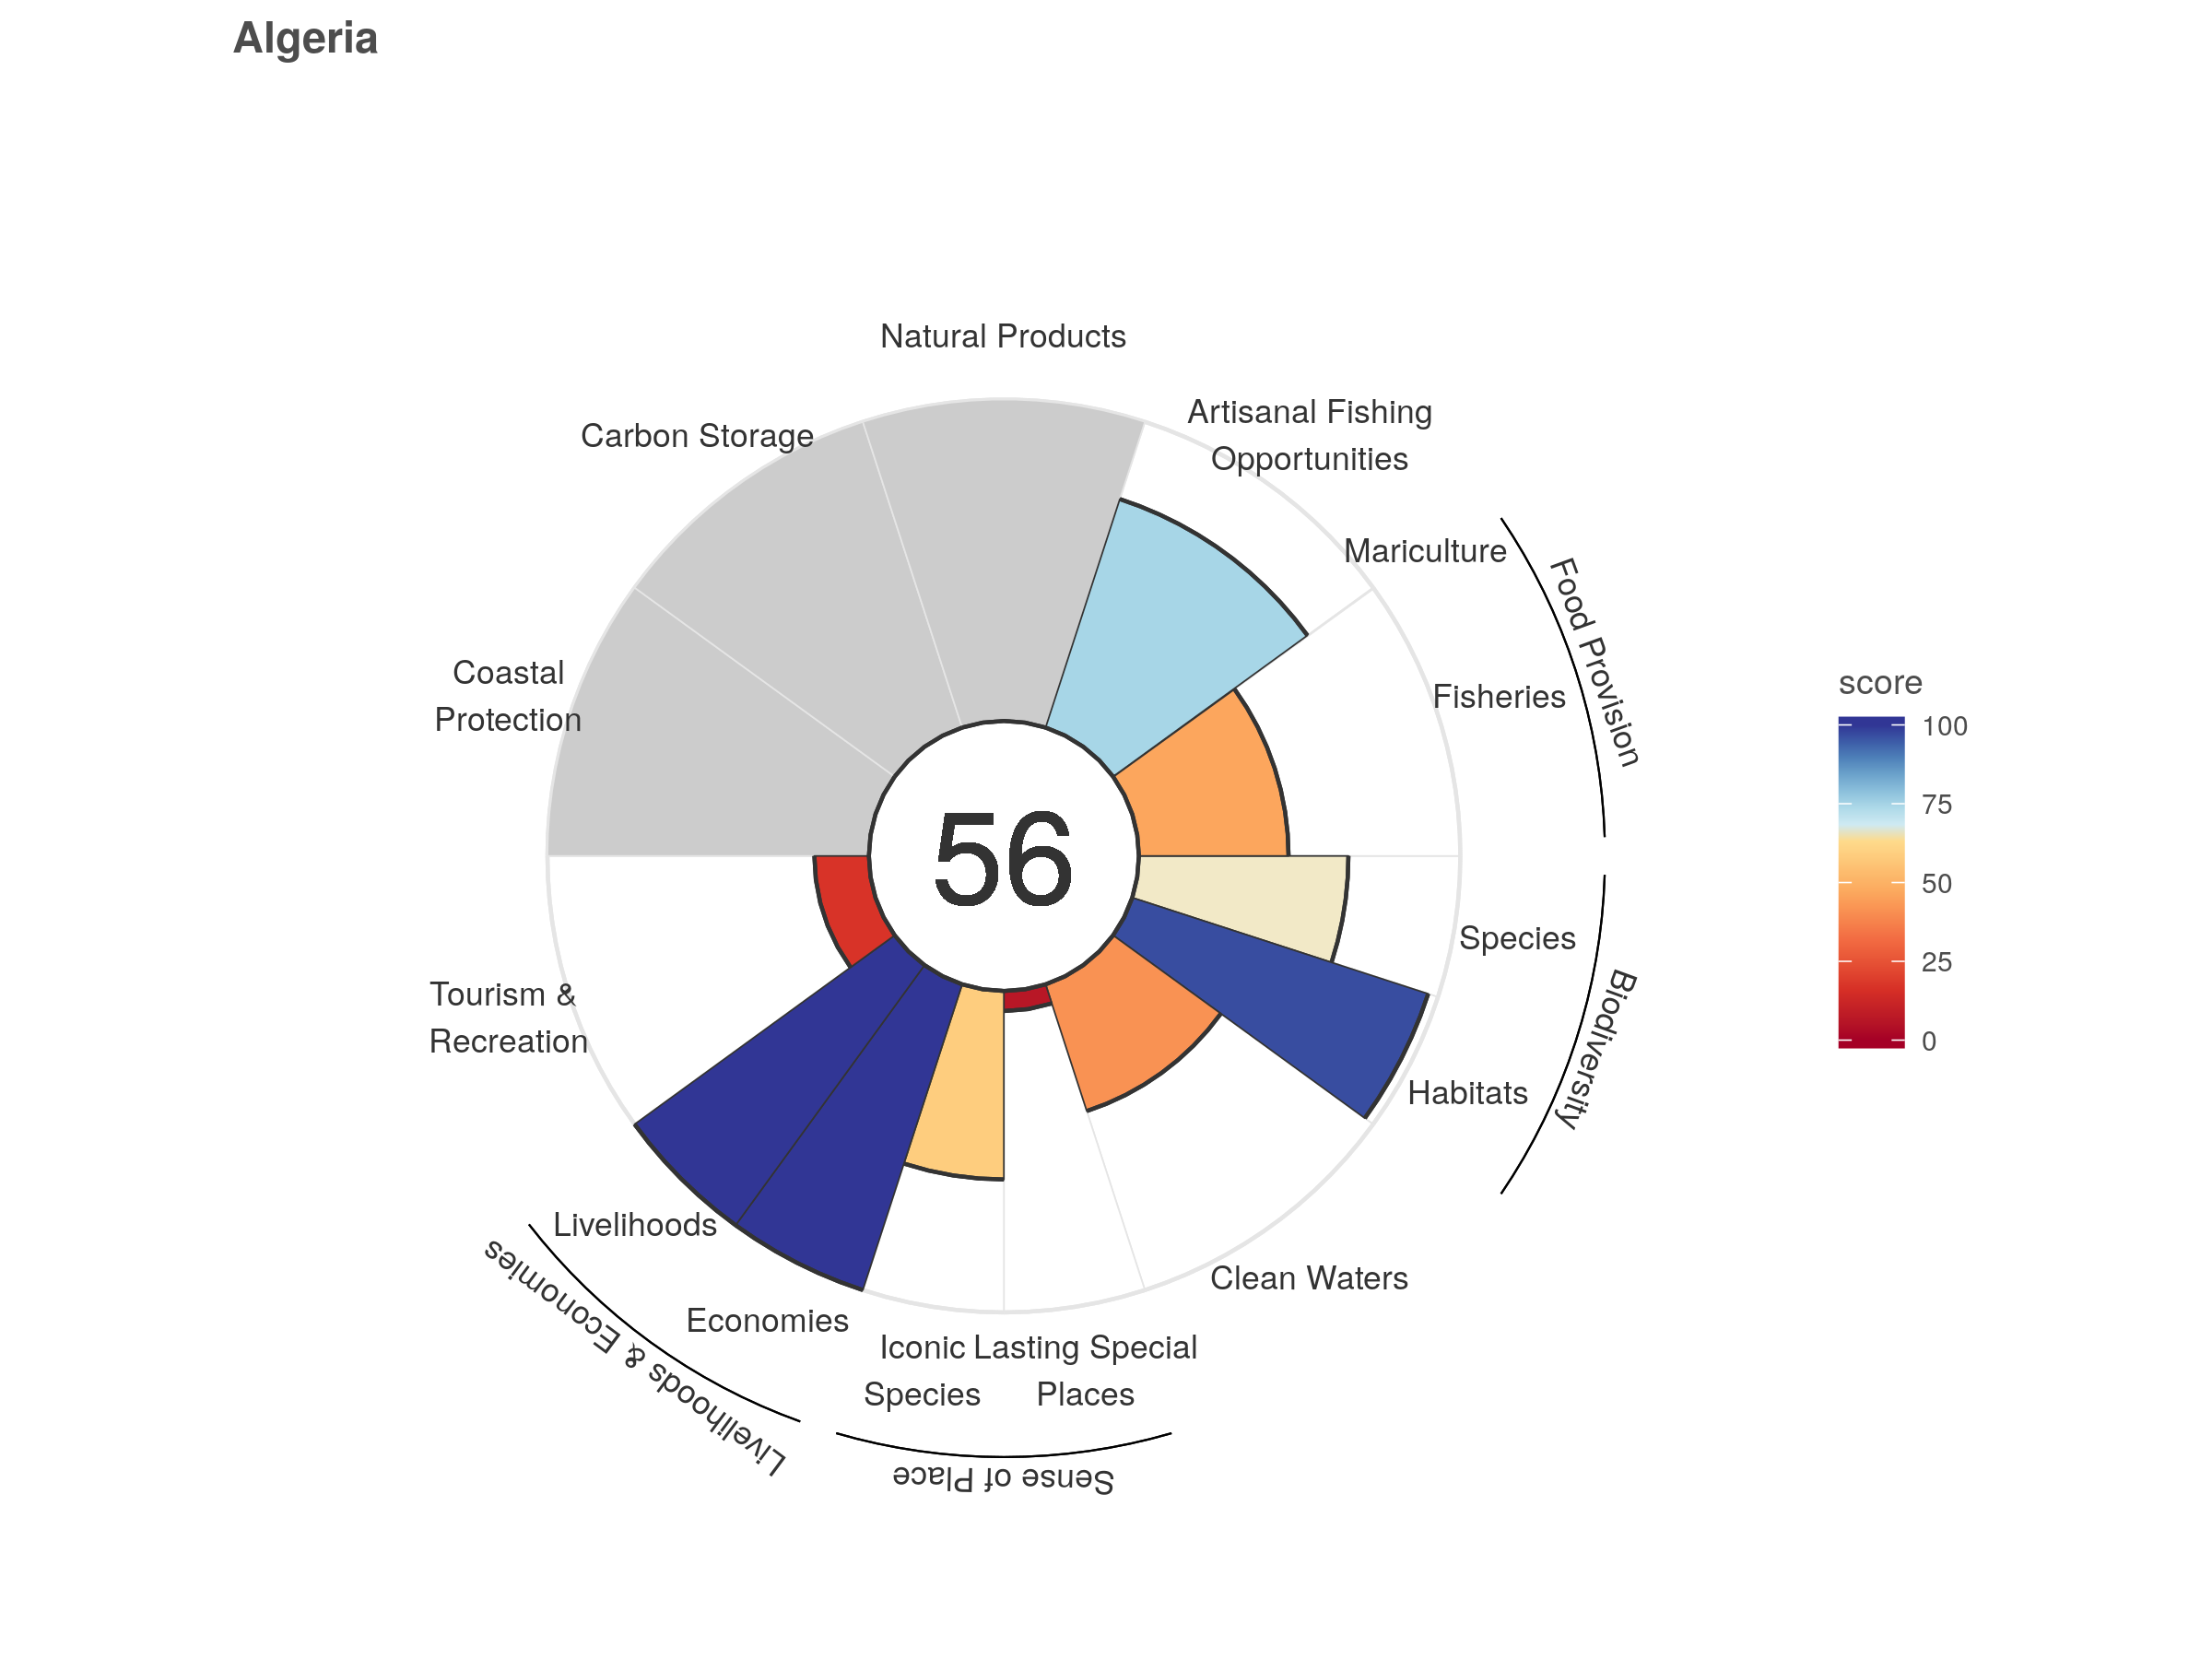 Algeria
Natural Products
Artisanal Fishing
Opportunities
Carbon Storage
Mariculture
Food Provision
Fisheries
Coastal
Protection
score
100
75
50
25
0
56
Species
Biodiversity
Habitats
Tourism &
Recreation
Livelihoods
Clean Waters
Economies
Livelihoods & Economies
Iconic
Species
Lasting Special
Places
Sense of Place